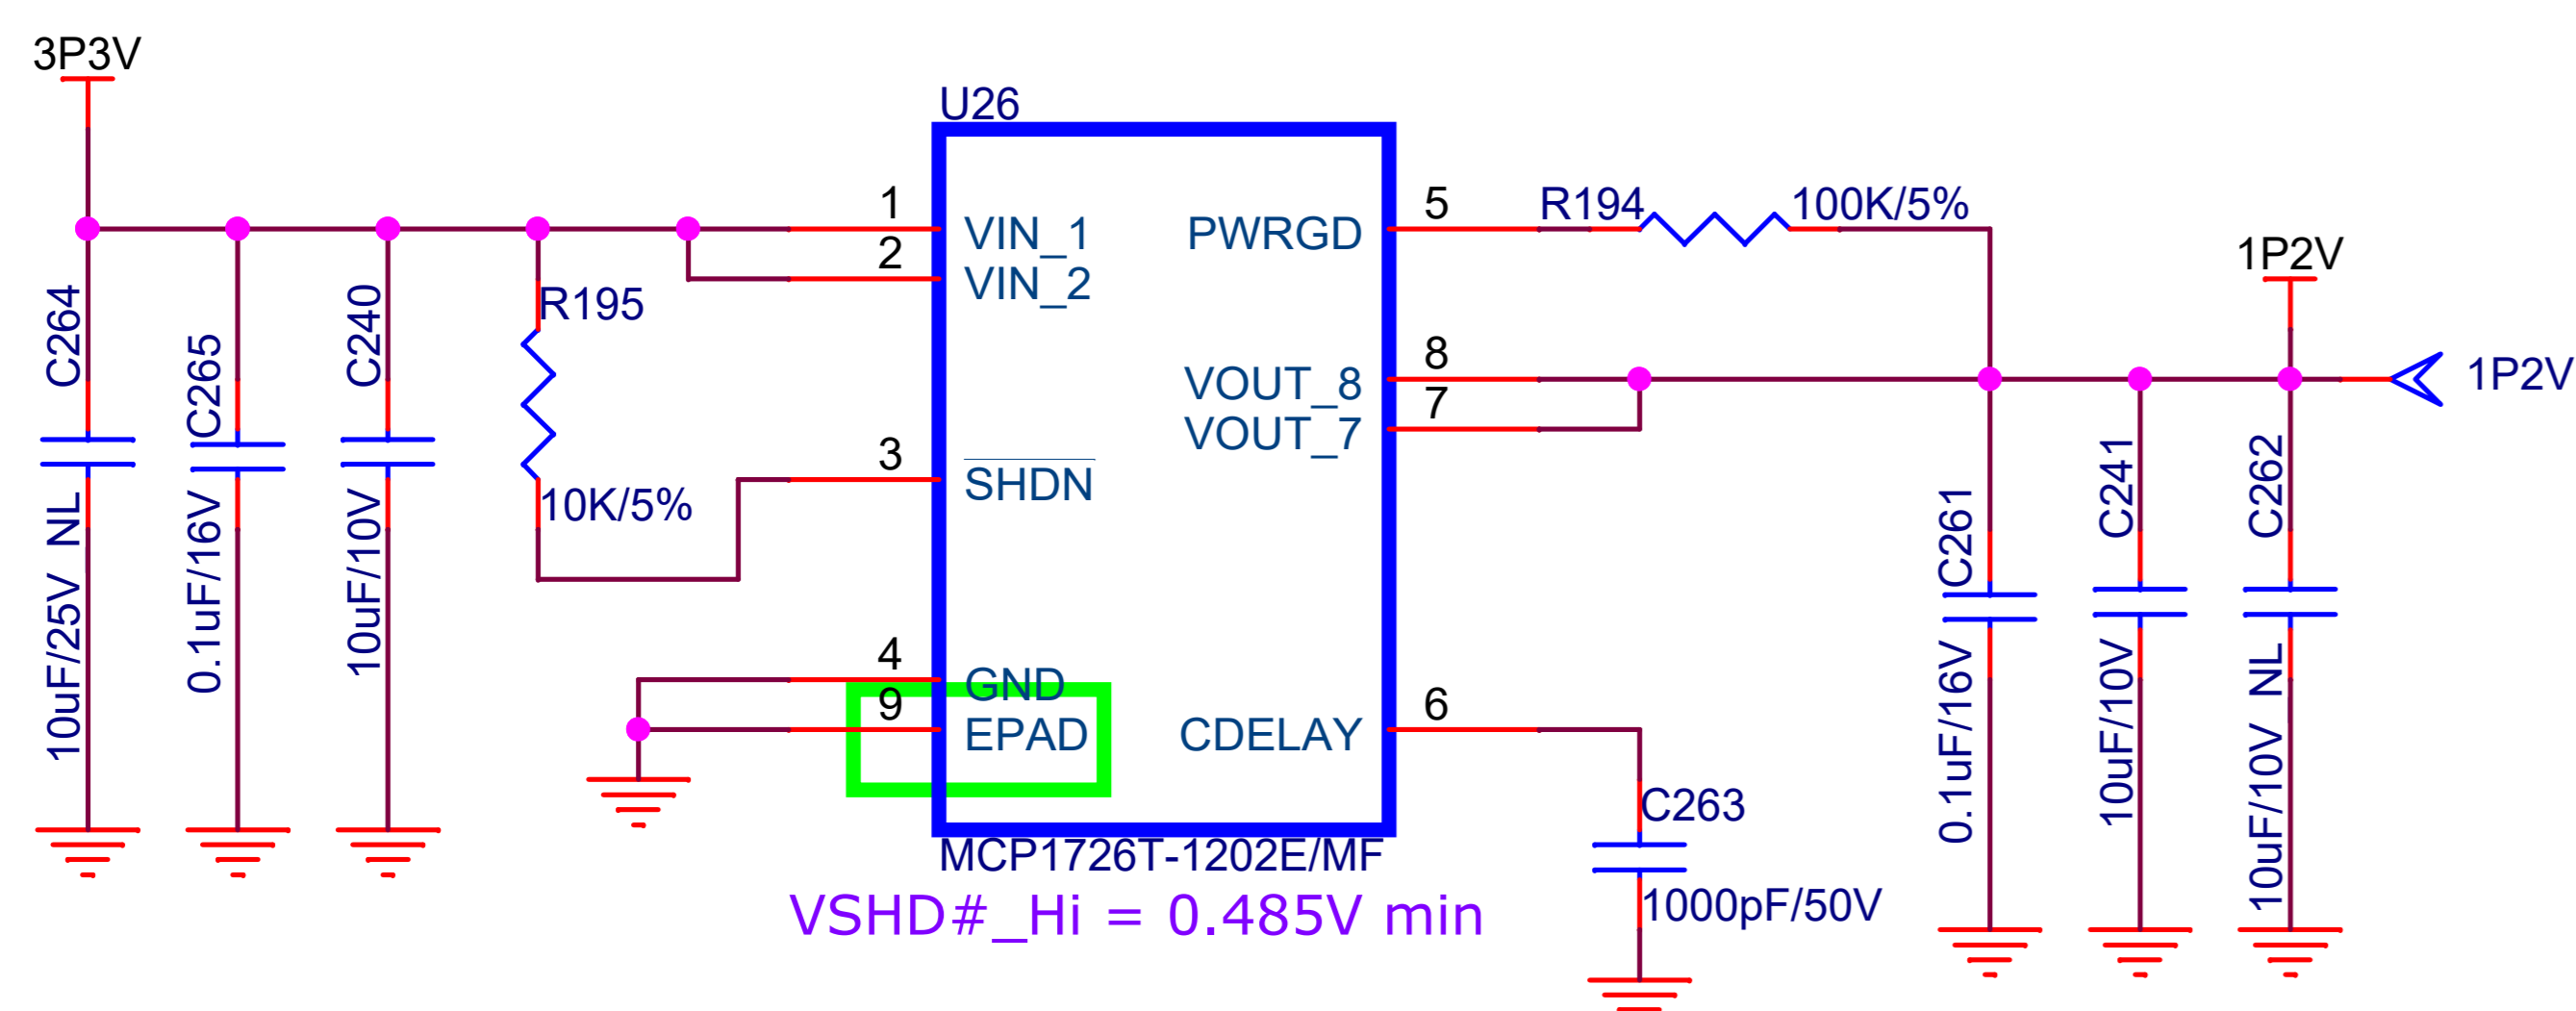 3P3V
U26
1
VIN_1
2
VIN_2
3
SHDN
4
GND
9
EPAD
PWRGD
5
VOUT_8
8
VOUT_7
7
CDELAY
6
MCP1726T-1202E/MF
VSHD#_Hi = 0.485V min
C264
10uF/25V NL
C265
0.1uF/16V
C240
10uF/10V
R195
10K/5%
R194
100K/5%
1P2V
1P2V
C261
0.1uF/16V
C241
10uF/10V
C262
10uF/10V NL
C263
1000pF/50V